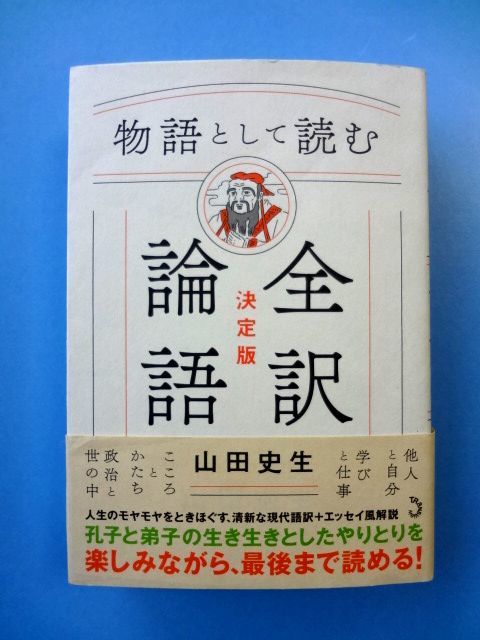 物語として読む
全訳
論語
決定版
他人
と自分
学び
と仕事
山田史生
こころ
と
かたち
政治と
世の中
人生のモヤモヤをときほぐす、清新な現代語訳+エッセイ風解説
孔子と弟子の生き生きとしたやりとりを
楽しみながら、最後まで読める!